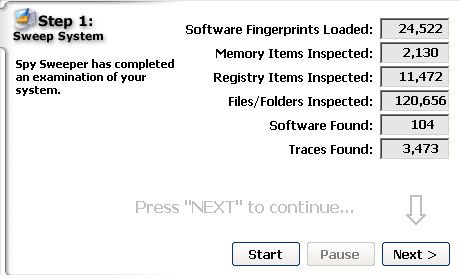 Step 1:
Sweep System
Spy Sweeper has completed
an examination of your
system.
Software Fingerprints Loaded: 24,522
Memory Items Inspected: 2,130
Registry Items Inspected: 11,472
Files/Folders Inspected: 120,656
Software Found: 104
Traces Found: 3,473
Press "NEXT" to continue...
Start Pause Next >